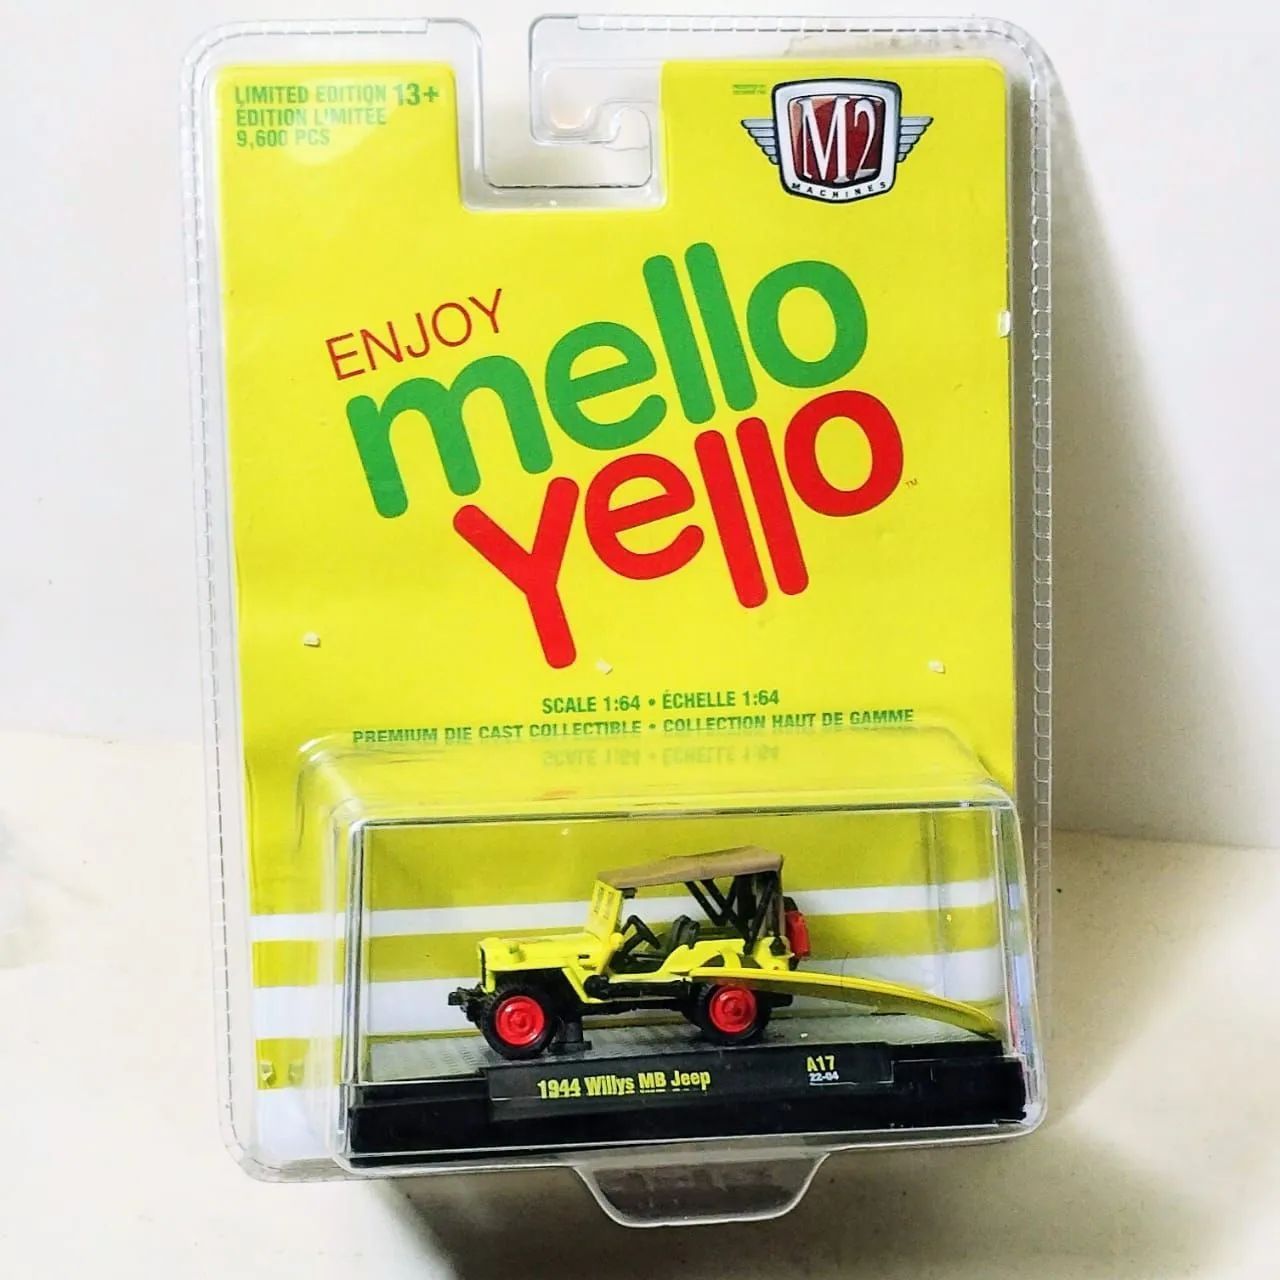 LIMITED EDITION 13+
ÉDITION LIMITÉE
9,600 PCS
M2
MACHINES
ENJOY
mello
yello
TM
SCALE 1:64 • ÉCHELLE 1:64
PREMIUM DIE CAST COLLECTIBLE • COLLECTION HAUT DE GAMME
1944 Willys MB Jeep
A17
22-04